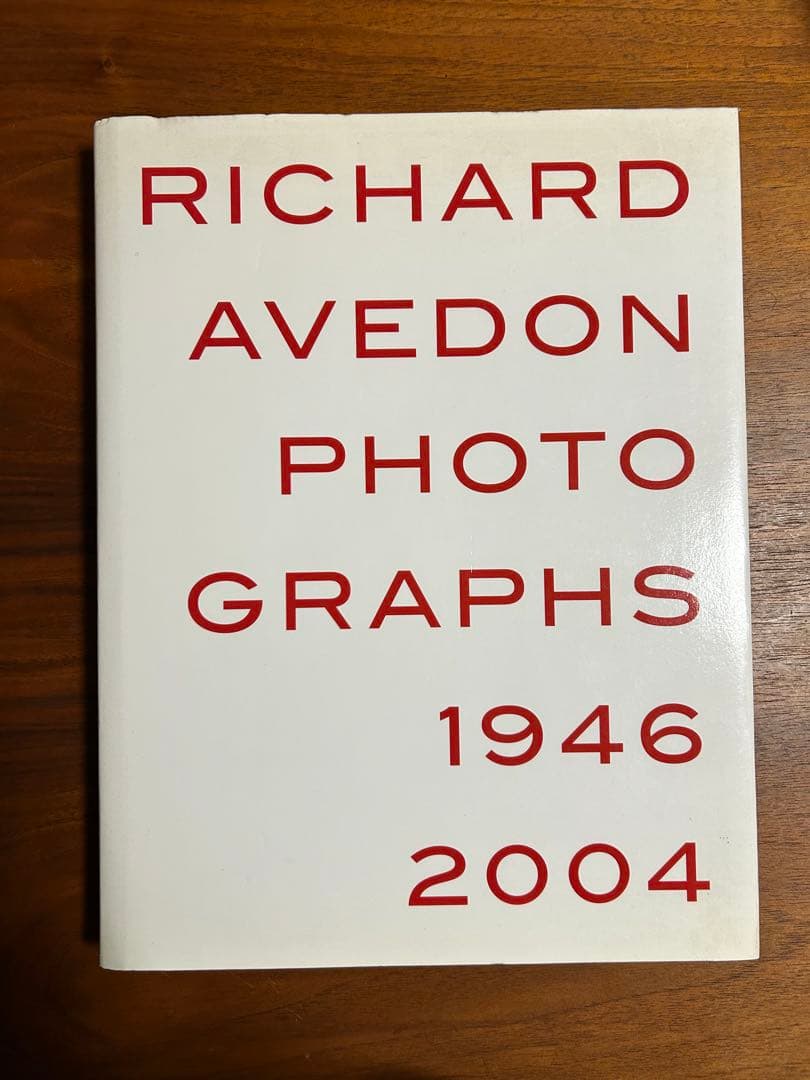 RICHARD
AVEDON
PHOTO
GRAPHS
1946
2004